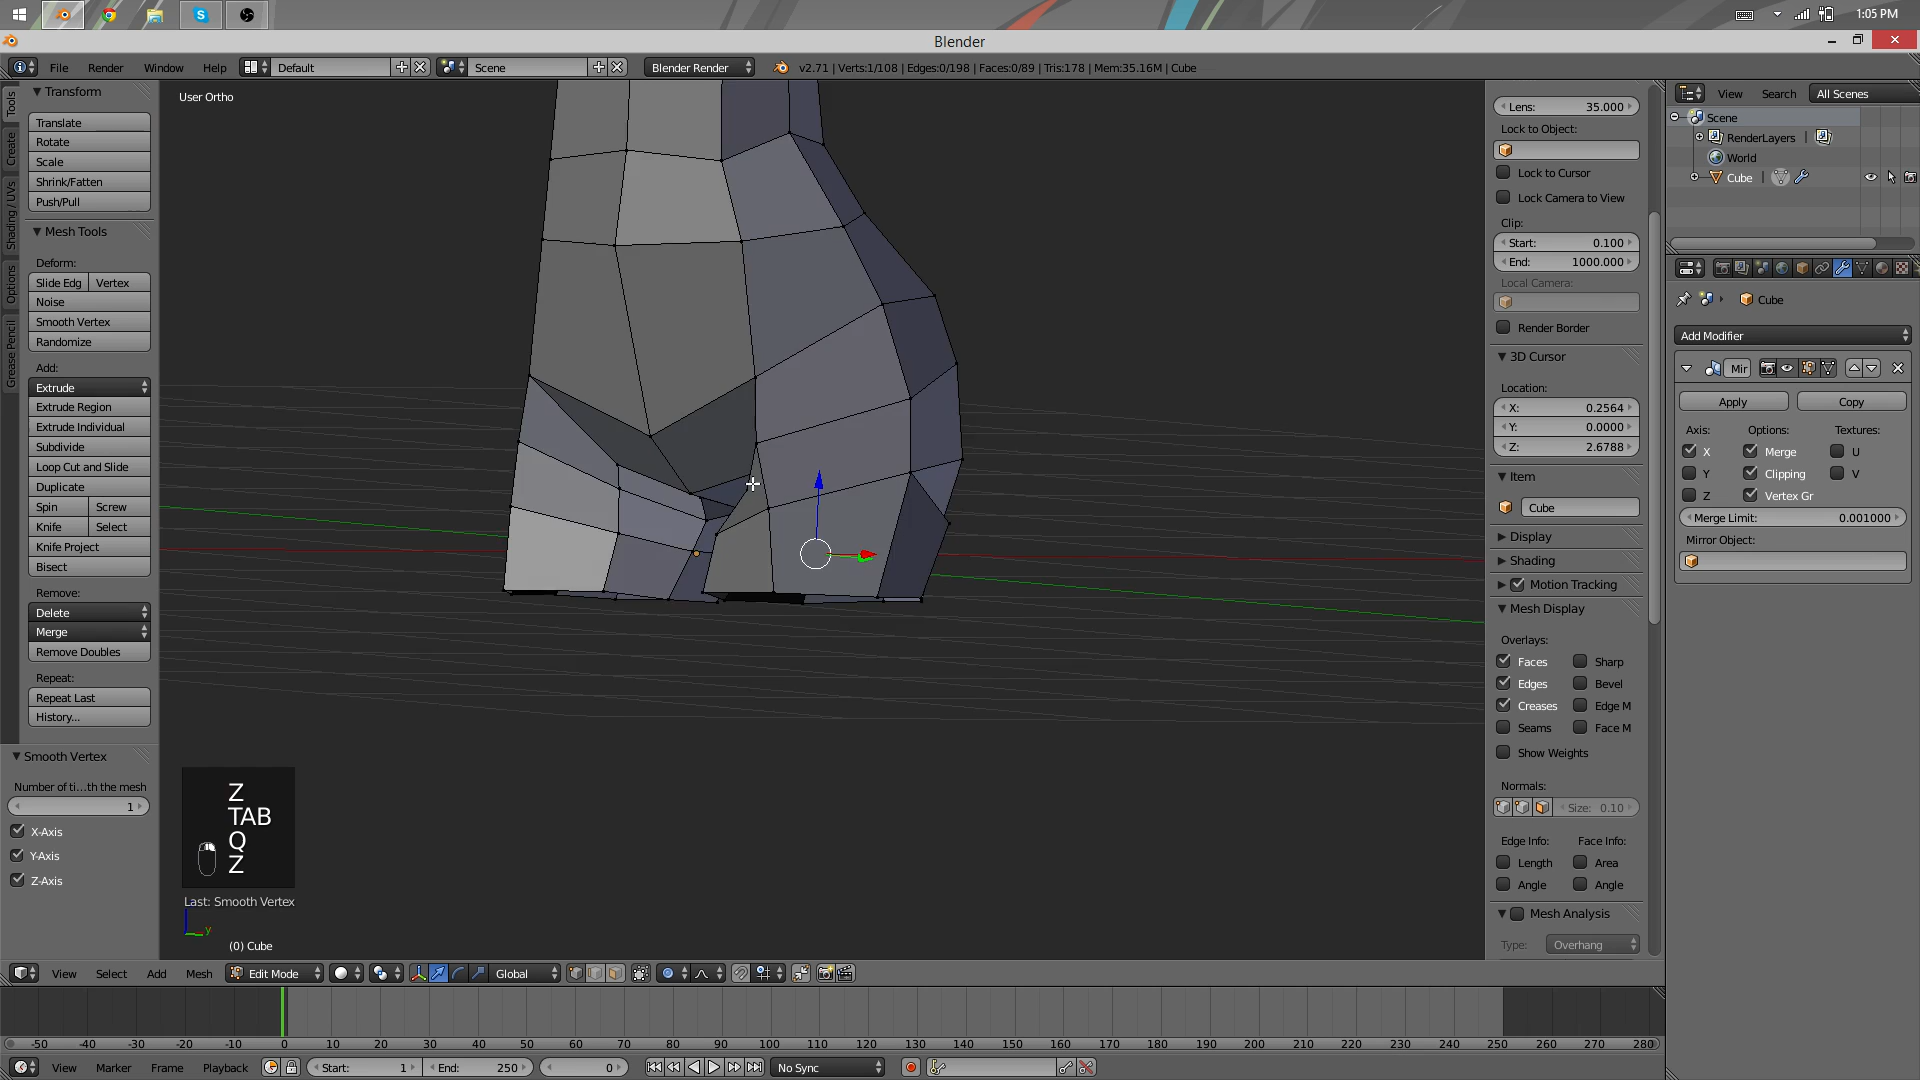 1:05 PM
Blender
File Render Window Help Default Scene Blender Render v2.71 | Verts:1/108 | Edges:0/198 | Faces:0/89 | Tris:178 | Mem:35.16M | Cube
Tools
Create
Shading / UVs
Options
Grease Pencil
Transform
Translate
Rotate
Scale
Shrink/Fatten
Push/Pull
Mesh Tools
Deform:
Slide Edg Vertex
Noise
Smooth Vertex
Randomize
Add:
Extrude
Extrude Region
Extrude Individual
Subdivide
Loop Cut and Slide
Duplicate
Spin Screw
Knife Select
Knife Project
Bisect
Remove:
Delete
Merge
Remove Doubles
Repeat:
Repeat Last
History...
Smooth Vertex
Number of ti...th the mesh
1
X-Axis
Y-Axis
Z-Axis
User Ortho
Z
TAB
Q
Z
Last: Smooth Vertex
y
(0) Cube
Lens: 35.000
Lock to Object:
Lock to Cursor
Lock Camera to View
Clip:
Start: 0.100
End: 1000.000
Local Camera:
Render Border
3D Cursor
Location:
X: 0.2564
Y: 0.0000
Z: 2.6788
Item
Cube
Display
Shading
Motion Tracking
Mesh Display
Overlays:
Faces Sharp
Edges Bevel
Creases Edge M
Seams Face M
Show Weights
Normals:
Size: 0.10
Edge Info: Face Info:
Length Area
Angle Angle
Mesh Analysis
Type: Overhang
View Search All Scenes
Scene
RenderLayers |
World
Cube |
Cube
Add Modifier
Mir
Apply Copy
Axis: Options: Textures:
X Merge U
Y Clipping V
Z Vertex Gr
Merge Limit: 0.001000
Mirror Object:
View Select Add Mesh Edit Mode Global
-50 -40 -30 -20 -10 0 10 20 30 40 50 60 70 80 90 100 110 120 130 140 150 160 170 180 190 200 210 220 230 240 250 260 270 280
View Marker Frame Playback Start: 1 End: 250 0 No Sync